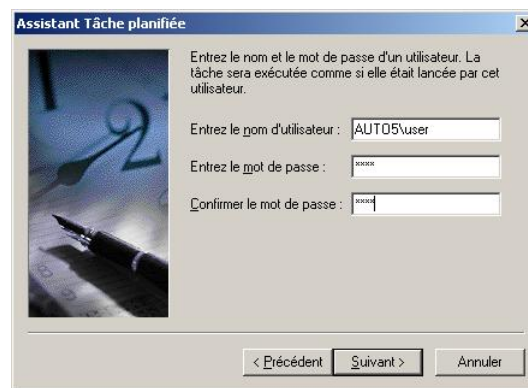 Assistant Tâche planifiée
Entrez le nom et le mot de passe d'un utilisateur. La
tâche sera exécutée comme si elle était lancée par cet
utilisateur.
Entrez le nom d'utilisateur : AUTO5\user
Entrez le mot de passe : ****
Confirmer le mot de passe : ****
< Précédent Suivant > Annuler